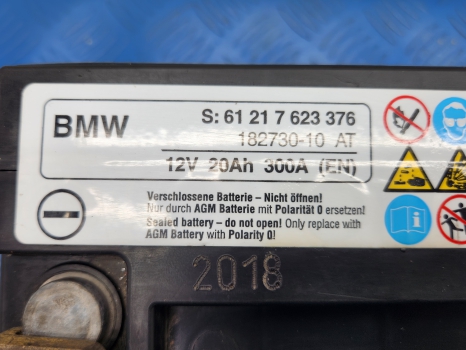 BMW
S: 61 21 7 623 376
182730-10 AT
12V 20Ah 300A (EN)
Verschlossene Batterie – Nicht öffnen!
Nur durch AGM Batterie mit Polarität 0 ersetzen!
Sealed battery – do not open! Only replace with
AGM Battery with Polarity 0!
2018